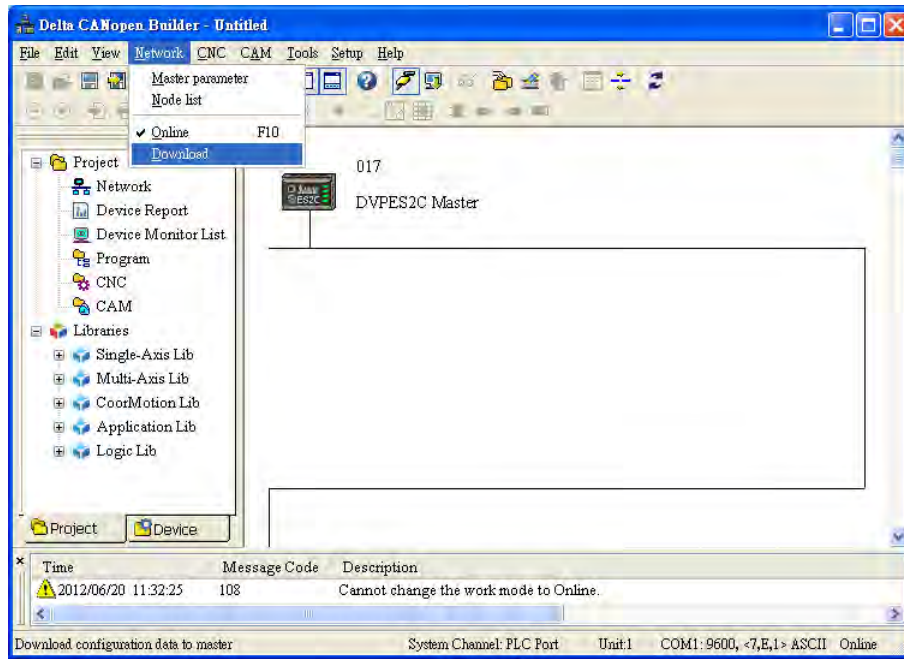 Delta CANopen Builder - Untitled
File Edit View Network CNC CAM Tools Setup Help
Master parameter
Node list
Online F10
Download
Project
Network
Device Report
Device Monitor List
Program
CNC
CAM
Libraries
Single-Axis Lib
Multi-Axis Lib
CoorMotion Lib
Application Lib
Logic Lib
Project Device
017
DVPES2C Master
Time Message Code Description
2012/06/20 11:32:25 108 Cannot change the work mode to Online.
Download configuration data to master System Channel: PLC Port Unit:1 COM1: 9600, <7,E,1> ASCII Online